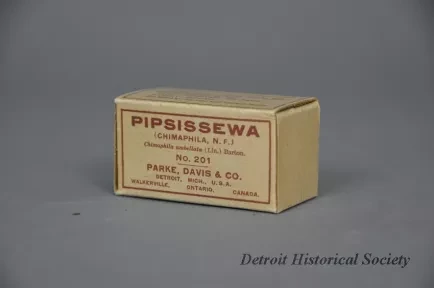 PIPSISSEWA
(CHIMAPHILA, N.F.)
Chimaphila umbellata (Lin.) Barton.
No. 201
PARKE, DAVIS & CO.
DETROIT, MICH., U.S.A.
WALKERVILLE, ONTARIO, CANADA.
Detroit Historical Society